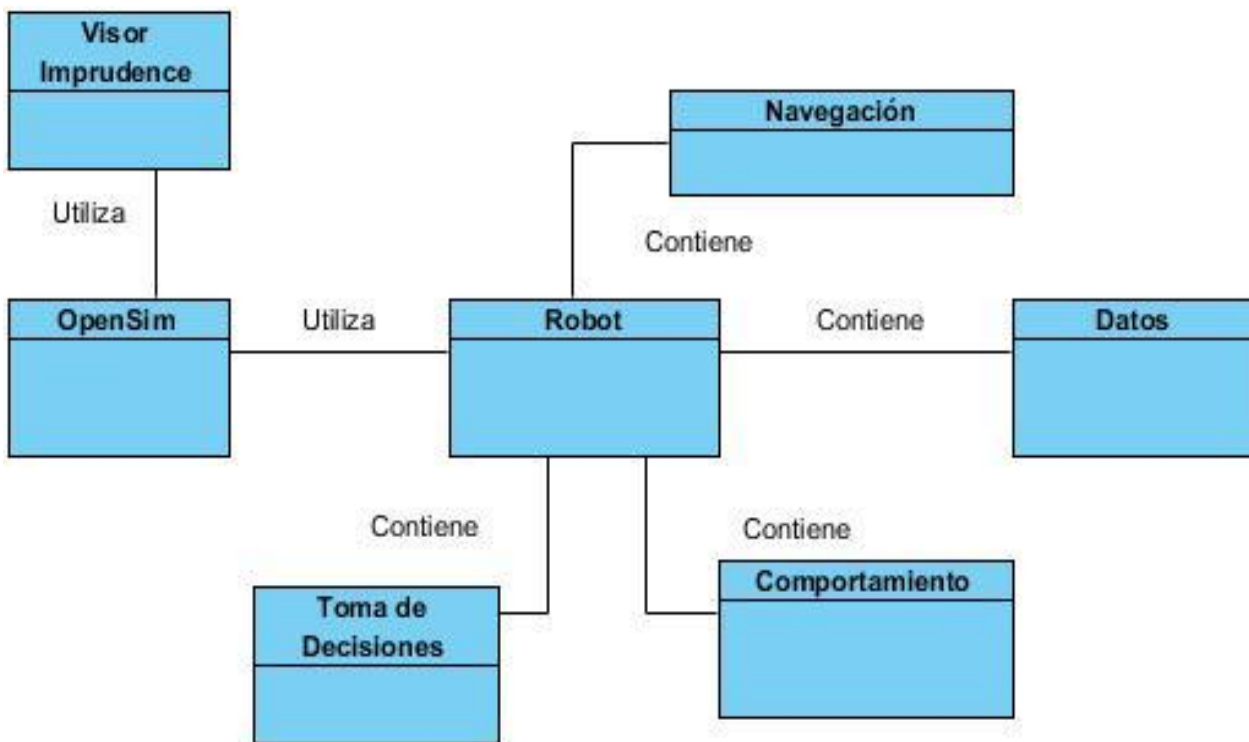 Visor
Imprudence
Navegación
Utiliza
Contiene
OpenSim
Utiliza
Robot
Contiene
Datos
Contiene
Contiene
Toma de
Decisiones
Comportamiento